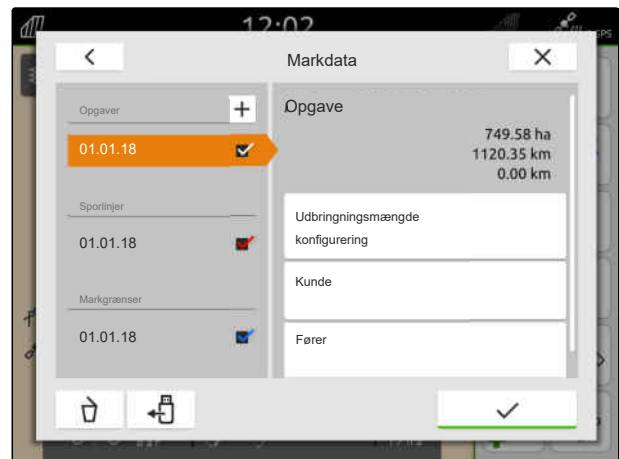 12:02
GPS
Markdata
Opgaver
01.01.18
Sporlinjer
01.01.18
Markgrænser
01.01.18
Opgave
749.58 ha
1120.35 km
0.00 km
Udbringningsmængde
konfigurering
Kunde
Fører